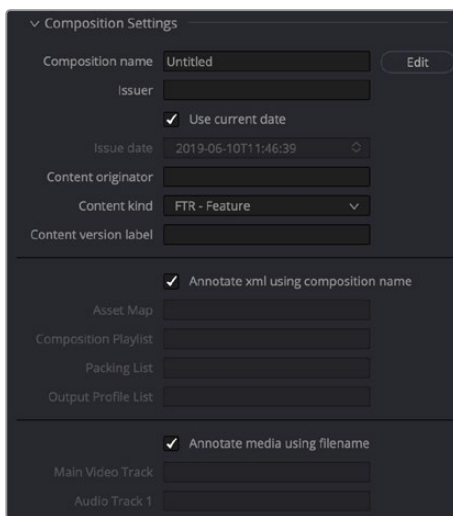 Composition Settings
Composition name Untitled Edit
Issuer
Use current date
Issue date 2019-06-10T11:46:39
Content originator
Content kind FTR - Feature
Content version label
Annotate xml using composition name
Asset Map
Composition Playlist
Packing List
Output Profile List
Annotate media using filename
Main Video Track
Audio Track 1